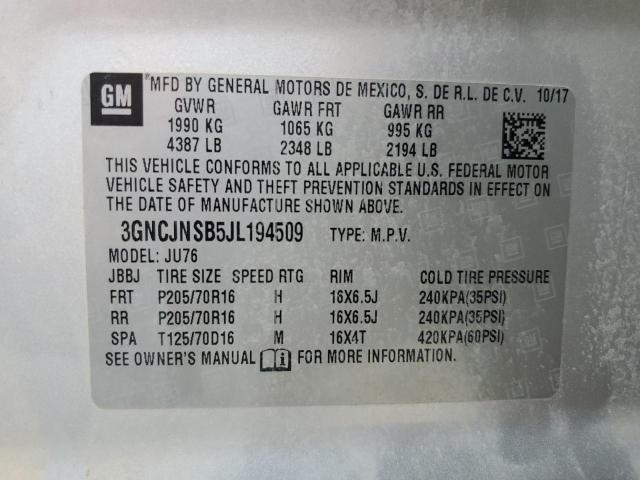 GM
MFD BY GENERAL MOTORS DE MEXICO, S. DE R.L. DE C.V. 10/17
GVWR GAWR FRT GAWR RR
1990 KG 1065 KG 995 KG
4387 LB 2348 LB 2194 LB
THIS VEHICLE CONFORMS TO ALL APPLICABLE U.S. FEDERAL MOTOR
VEHICLE SAFETY AND THEFT PREVENTION STANDARDS IN EFFECT ON
THE DATE OF MANUFACTURE SHOWN ABOVE.
3GNCJNSB5JL194509 TYPE: M.P.V.
MODEL: JU76
JBBJ TIRE SIZE SPEED RTG RIM COLD TIRE PRESSURE
FRT P205/70R16 H 16X6.5J 240KPA(35PSI)
RR P205/70R16 H 16X6.5J 240KPA(35PSI)
SPA T125/70D16 M 16X4T 420KPA(60PSI)
SEE OWNER'S MANUAL FOR MORE INFORMATION.